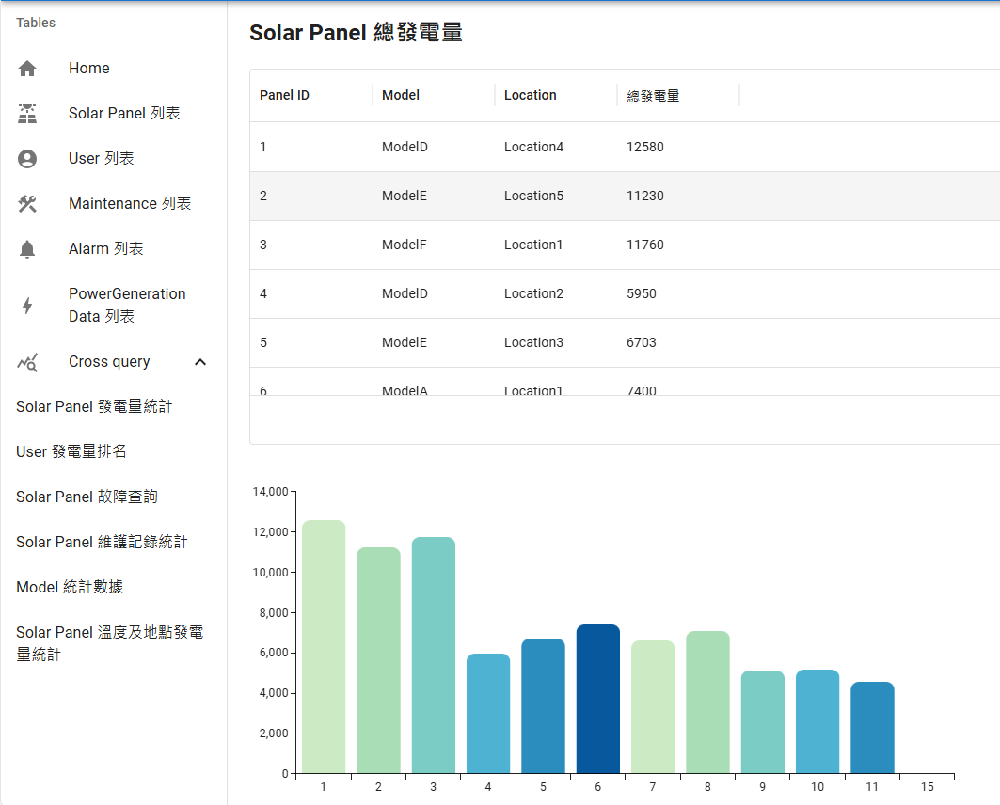 Tables
Home
Solar Panel 列表
User 列表
Maintenance 列表
Alarm 列表
PowerGeneration
Data 列表
Cross query
Solar Panel 發電量統計
User 發電量排名
Solar Panel 故障查詢
Solar Panel 維護記錄統計
Model 統計數據
Solar Panel 溫度及地點發電
量統計
Solar Panel 總發電量
Panel ID Model Location 總發電量
1 ModelD Location4 12580
2 ModelE Location5 11230
3 ModelF Location1 11760
4 ModelD Location2 5950
5 ModelE Location3 6703
6 ModelA Location1 7400
14,000
12,000
10,000
8,000
6,000
4,000
2,000
0
1 2 3 4 5 6 7 8 9 10 11 15